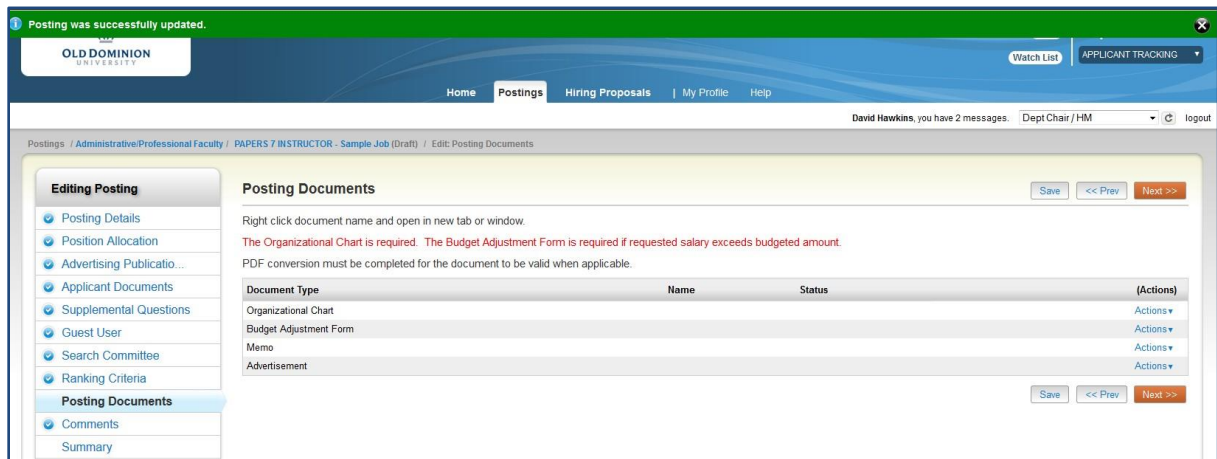 Posting was successfully updated.
OLD DOMINION
UNIVERSITY
Watch List
APPLICANT TRACKING
Home Postings Hiring Proposals | My Profile Help
David Hawkins, you have 2 messages. Dept Chair / HM logout
Postings / Administrative/Professional Faculty / PAPERS 7 INSTRUCTOR - Sample Job (Draft) / Edit: Posting Documents
Editing Posting
Posting Details
Position Allocation
Advertising Publicatio...
Applicant Documents
Supplemental Questions
Guest User
Search Committee
Ranking Criteria
Posting Documents
Comments
Summary
Posting Documents
Save << Prev Next >>
Right click document name and open in new tab or window.
The Organizational Chart is required. The Budget Adjustment Form is required if requested salary exceeds budgeted amount.
PDF conversion must be completed for the document to be valid when applicable.
Document Type Name Status (Actions)
Organizational Chart Actions
Budget Adjustment Form Actions
Memo Actions
Advertisement Actions
Save << Prev Next >>